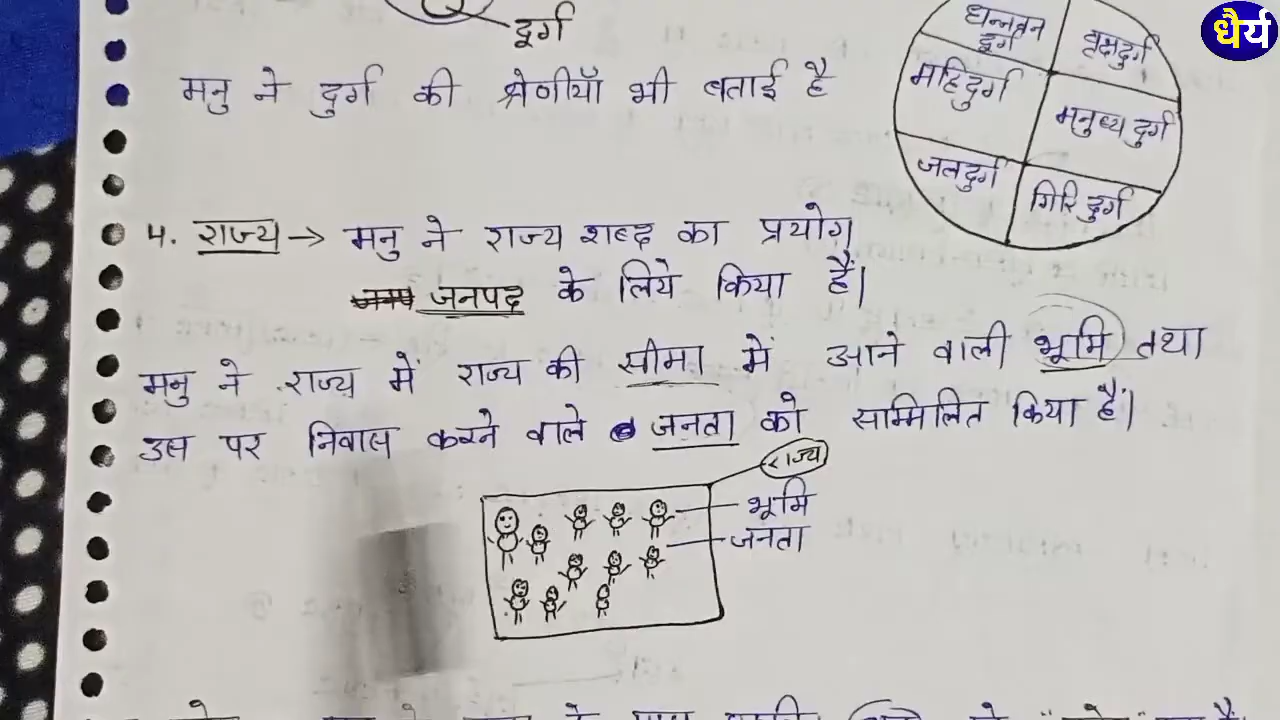 धैर्य
दुर्ग
मनु ने दुर्ग की श्रेणीयाँ भी बताई है
धन्नवन दुर्ग
वृक्षदुर्ग
महिदुर्ग
मनुष्य दुर्ग
जलदुर्ग
गिरि दुर्ग
4. राज्य → मनु ने राज्य शब्द का प्रयोग
जनपद के लिये किया हैं।
मनु ने राज्य में राज्य की सीमा में आने वाली भूमि तथा
उस पर निवास करने वाले जनता को सम्मिलित किया हैं।
राज्य
भूमि
जनता